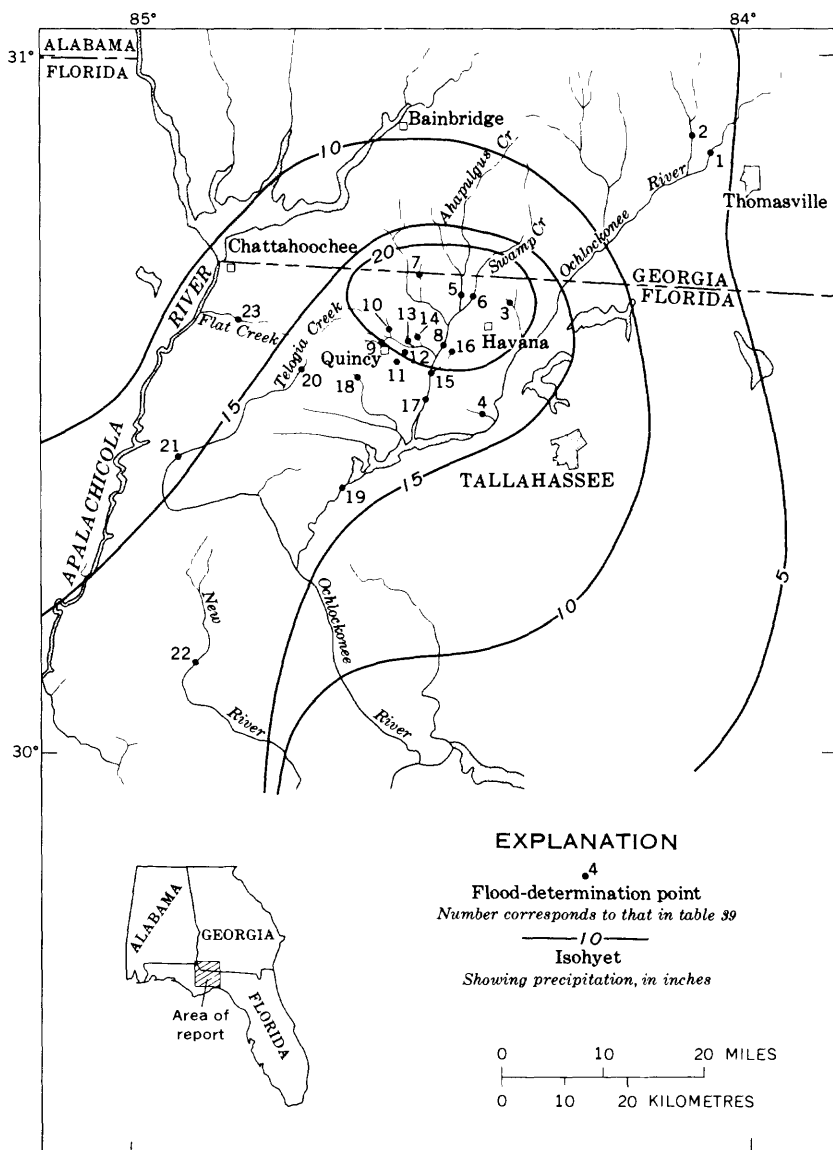 85°
84°
31°
ALABAMA
FLORIDA
Bainbridge
10
Ahapulgus Cr
2
1
River
Thomasville
Swamp Cr
Ochlockonee
20
15
Chattahoochee
7
GEORGIA
FLORIDA
5
6
3
RIVER
23
Flat Creek
Telogia Creek
10
13
14
8
16
Havana
9
12
Quincy
11
20
18
15
17
4
15
21
TALLAHASSEE
15
19
APALACHICOLA
5
New
Ochlockonee
10
22
River
River
30°
EXPLANATION
4
Flood-determination point
Number corresponds to that in table 39
10
Isohyet
Showing precipitation, in inches
ALABAMA
GEORGIA
FLORIDA
Area of
report
0 10 20 MILES
0 10 20 KILOMETRES